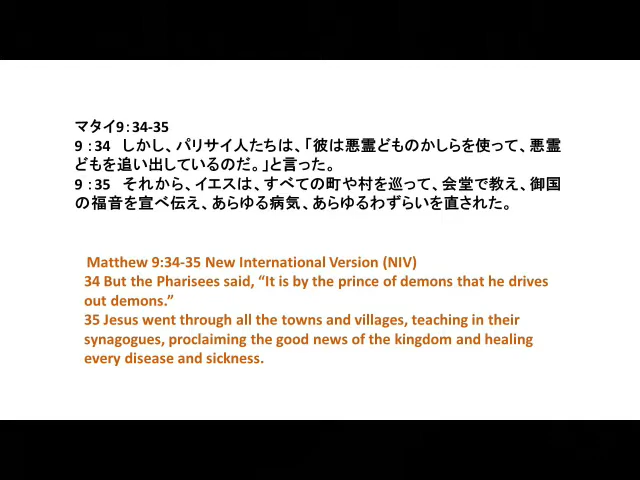 マタイ9：34-35
9 ：34　しかし、パリサイ人たちは、「彼は悪霊どものかしらを使って、悪霊
どもを追い出しているのだ。」と言った。
9 ：35　それから、イエスは、すべての町や村を巡って、会堂で教え、御国
の福音を宣べ伝え、あらゆる病気、あらゆるわずらいを直された。
Matthew 9:34-35 New International Version (NIV)
34 But the Pharisees said, “It is by the prince of demons that he drives
out demons.”
35 Jesus went through all the towns and villages, teaching in their
synagogues, proclaiming the good news of the kingdom and healing
every disease and sickness.